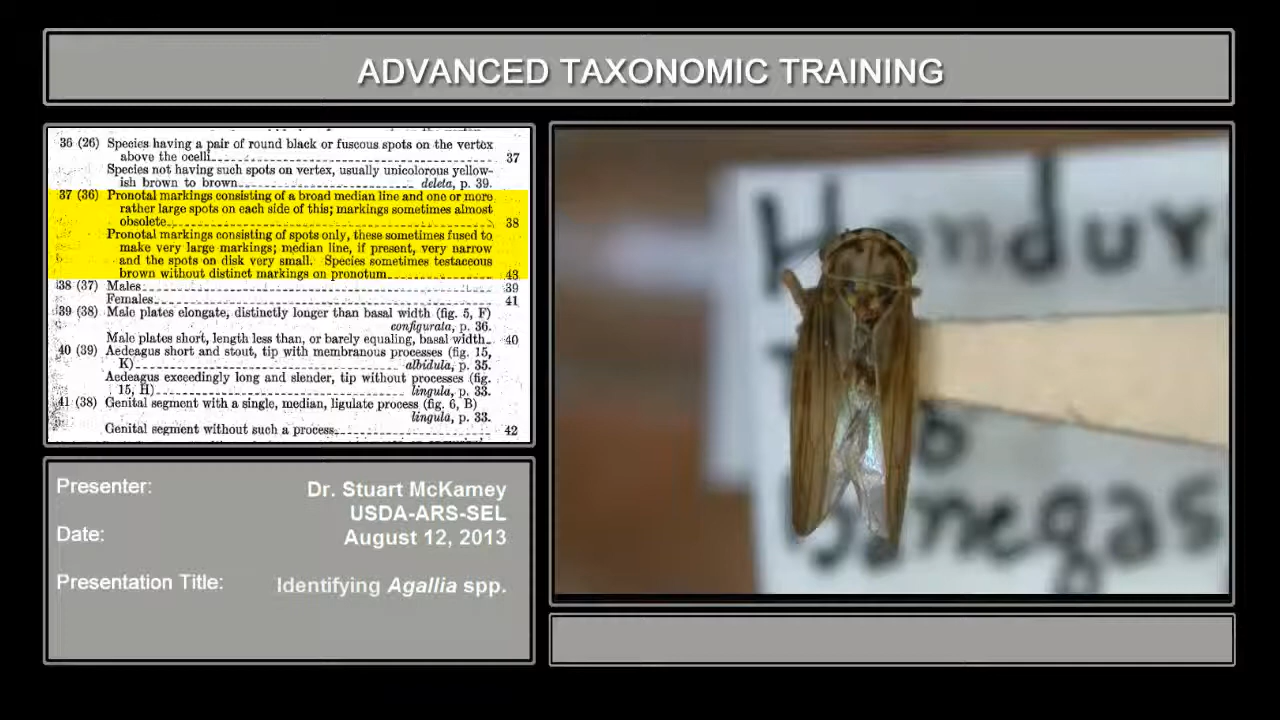 ADVANCED TAXONOMIC TRAINING
36 (26) Species having a pair of round black or fuscous spots on the vertex
above the ocelli 37
Species not having such spots on vertex, usually unicolorous yellow-
ish brown to brown deleta, p. 39.
37 (36) Pronotal markings consisting of a broad median line and one or more
rather large spots on each side of this; markings sometimes almost
obsolete 38
Pronotal markings consisting of spots only, these sometimes fused to
make very large markings; median line, if present, very narrow
and the spots on disk very small. Species sometimes testaceous
brown without distinct markings on pronotum 43
38 (37) Males 39
Females 41
39 (38) Male plates elongate, distinctly longer than basal width (fig. 5, F)
configurata, p. 36.
Male plates short, length less than, or barely equaling, basal width 40
40 (39) Aedeagus short and stout, tip with membranous processes (fig. 15,
K) albidula, p. 35.
Aedeagus exceedingly long and slender, tip without processes (fig.
15, H) lingula, p. 33.
41 (38) Genital segment with a single, median, ligulate process (fig. 6, B)
lingula, p. 33.
Genital segment without such a process 42
Presenter: Dr. Stuart McKamey
USDA-ARS-SEL
Date: August 12, 2013
Presentation Title: Identifying Agallia spp.
Hondur